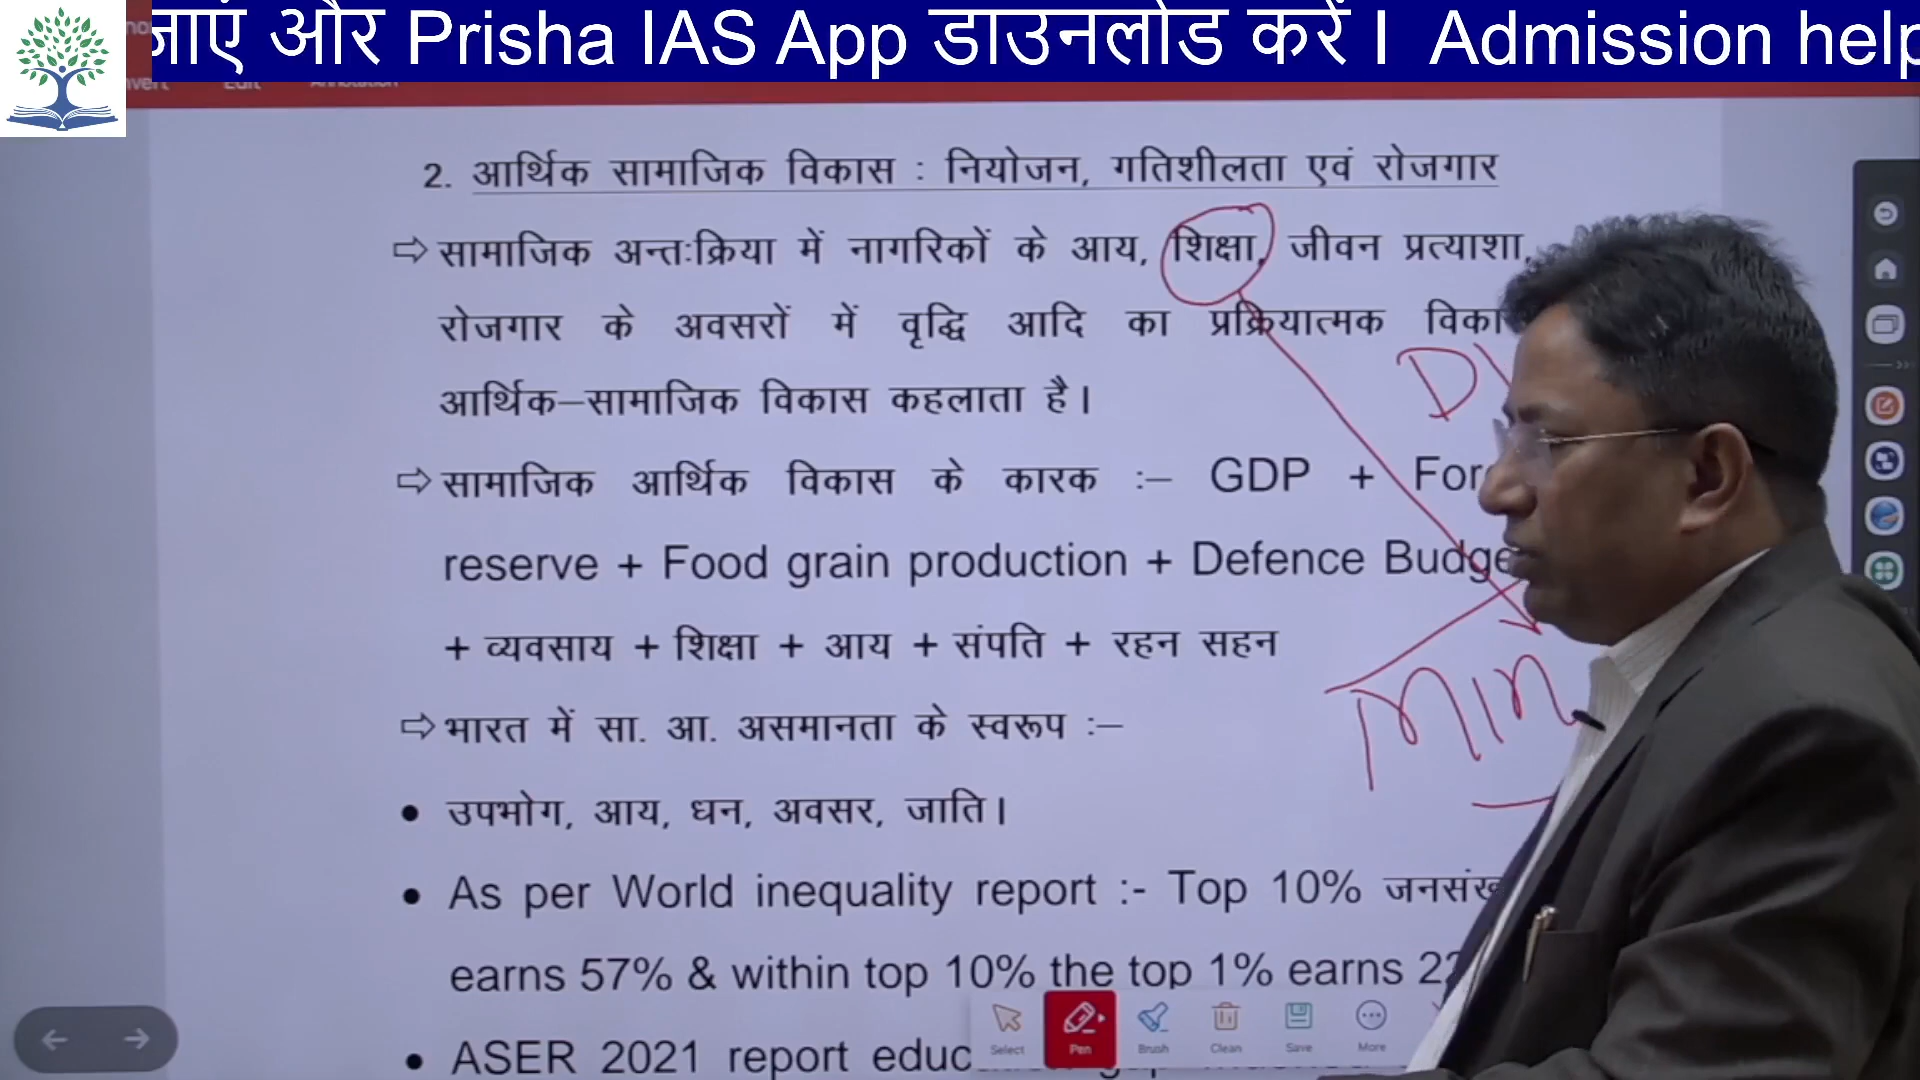 जाएं और Prisha IAS App डाउनलोड करें I Admission help
Edit Annotation
2. आर्थिक सामाजिक विकास : नियोजन, गतिशीलता एवं रोजगार
⇨ सामाजिक अन्तःक्रिया में नागरिकों के आय, शिक्षा, जीवन प्रत्याशा,
रोजगार के अवसरों में वृद्धि आदि का प्रक्रियात्मक
आर्थिक–सामाजिक विकास कहलाता है।
⇨ सामाजिक आर्थिक विकास के कारक :– GDP +
reserve + Food grain production + Defence
+ व्यवसाय + शिक्षा + आय + संपति + रहन सहन
⇨ भारत में सा. आ. असमानता के स्वरूप :–
• उपभोग, आय, धन, अवसर, जाति।
• As per World inequality report :- Top 10%
earns 57% & within top 10% the top 1% earns
• ASER 2021 report
Select Pen Brush Clean Save More